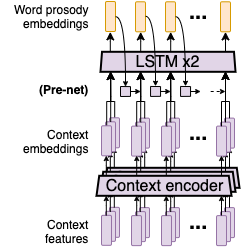 Word prosody
embeddings
LSTM x2
(Pre-net)
Context
embeddings
Context encoder
Context
features